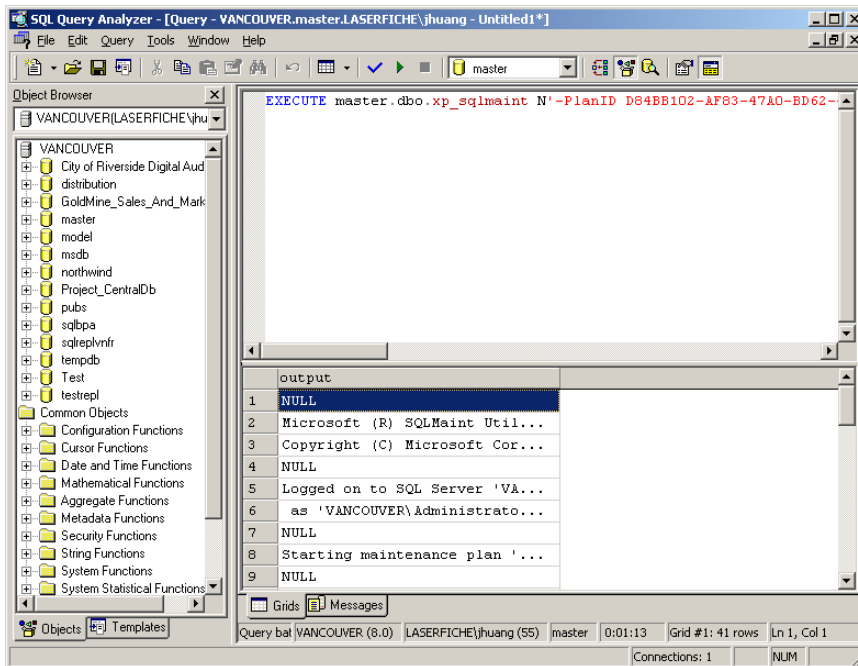 SQL Query Analyzer - [Query - VANCOUVER.master.LASERFICHE\jhuang - Untitled1*]
File Edit Query Tools Window Help
master
Object Browser
VANCOUVER(LASERFICHE\jhu
VANCOUVER
City of Riverside Digital Aud
distribution
GoldMine_Sales_And_Mark
master
model
msdb
northwind
Project_CentralDb
pubs
sqlbpa
sqlreplvnfr
tempdb
Test
testrepl
Common Objects
Configuration Functions
Cursor Functions
Date and Time Functions
Mathematical Functions
Aggregate Functions
Metadata Functions
Security Functions
String Functions
System Functions
System Statistical Functions
Objects Templates
EXECUTE master.dbo.xp_sqlmaint N'-PlanID D84BB102-AF83-47A0-BD62-
output
1 NULL
2 Microsoft (R) SQLMaint Util...
3 Copyright (C) Microsoft Cor...
4 NULL
5 Logged on to SQL Server 'VA...
6 as 'VANCOUVER\Administrato...
7 NULL
8 Starting maintenance plan '...
9 NULL
Grids Messages
Query bat VANCOUVER (8.0) LASERFICHE\jhuang (55) master 0:01:13 Grid #1: 41 rows Ln 1, Col 1
Connections: 1 NUM